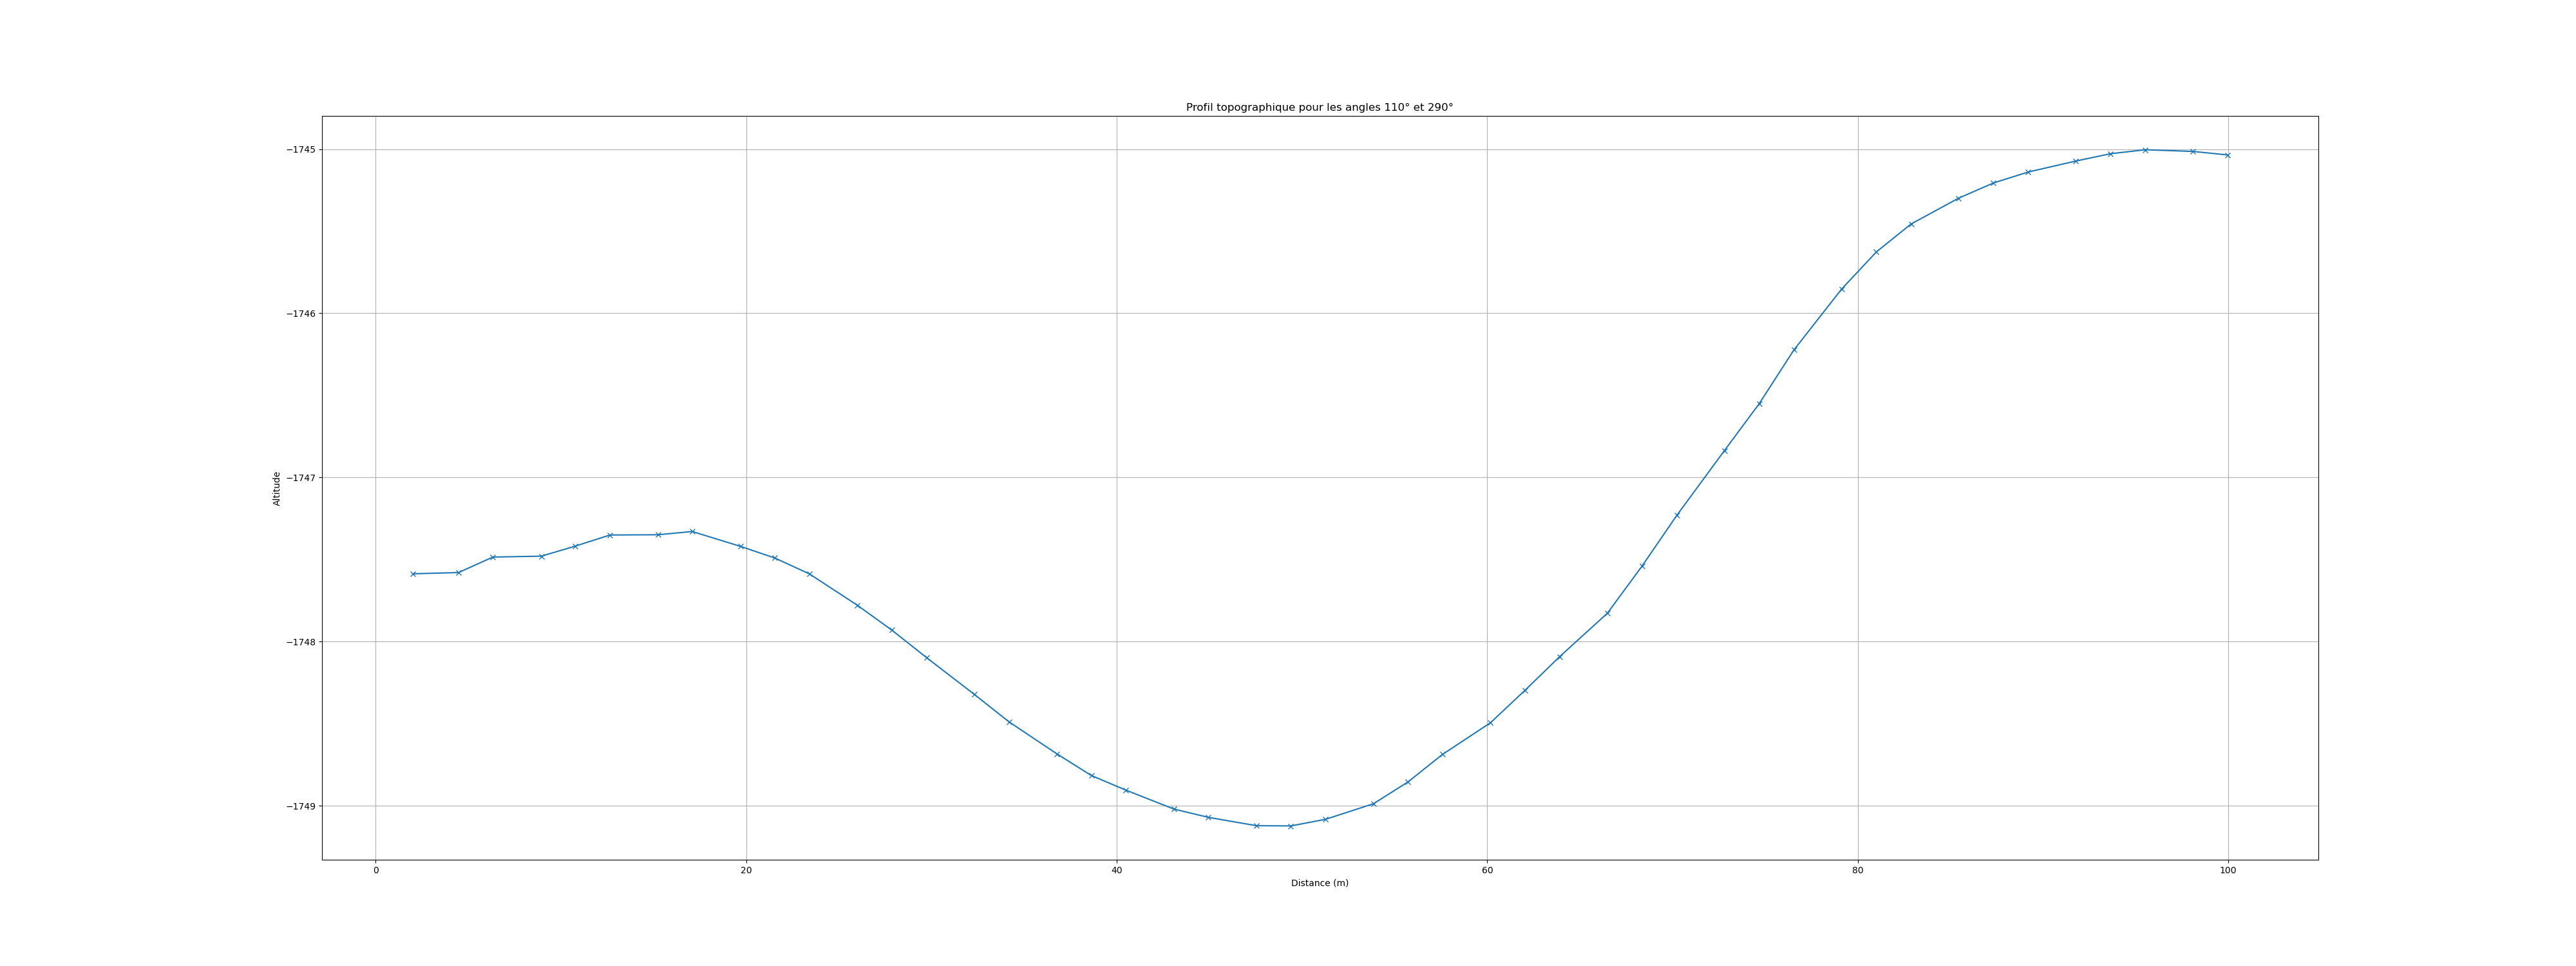 Profil topographique pour les angles 110° et 290°
−1745
−1746
−1747
−1748
−1749
Altitude
0 20 40 60 80 100
Distance (m)